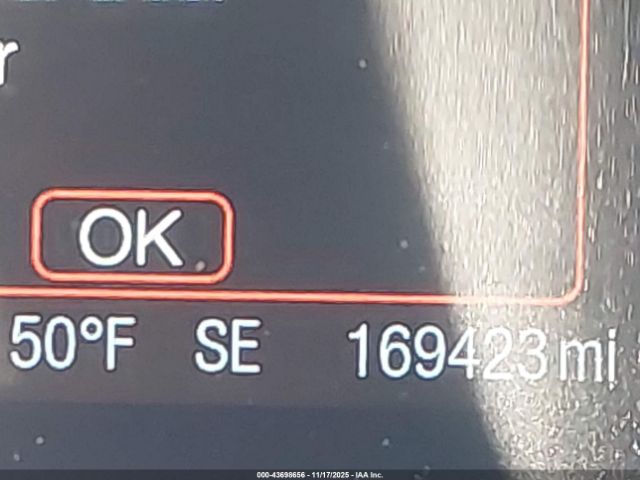 r
OK
50°F SE 169423 mi
000-43698656 - 11/17/2025 - IAA Inc.